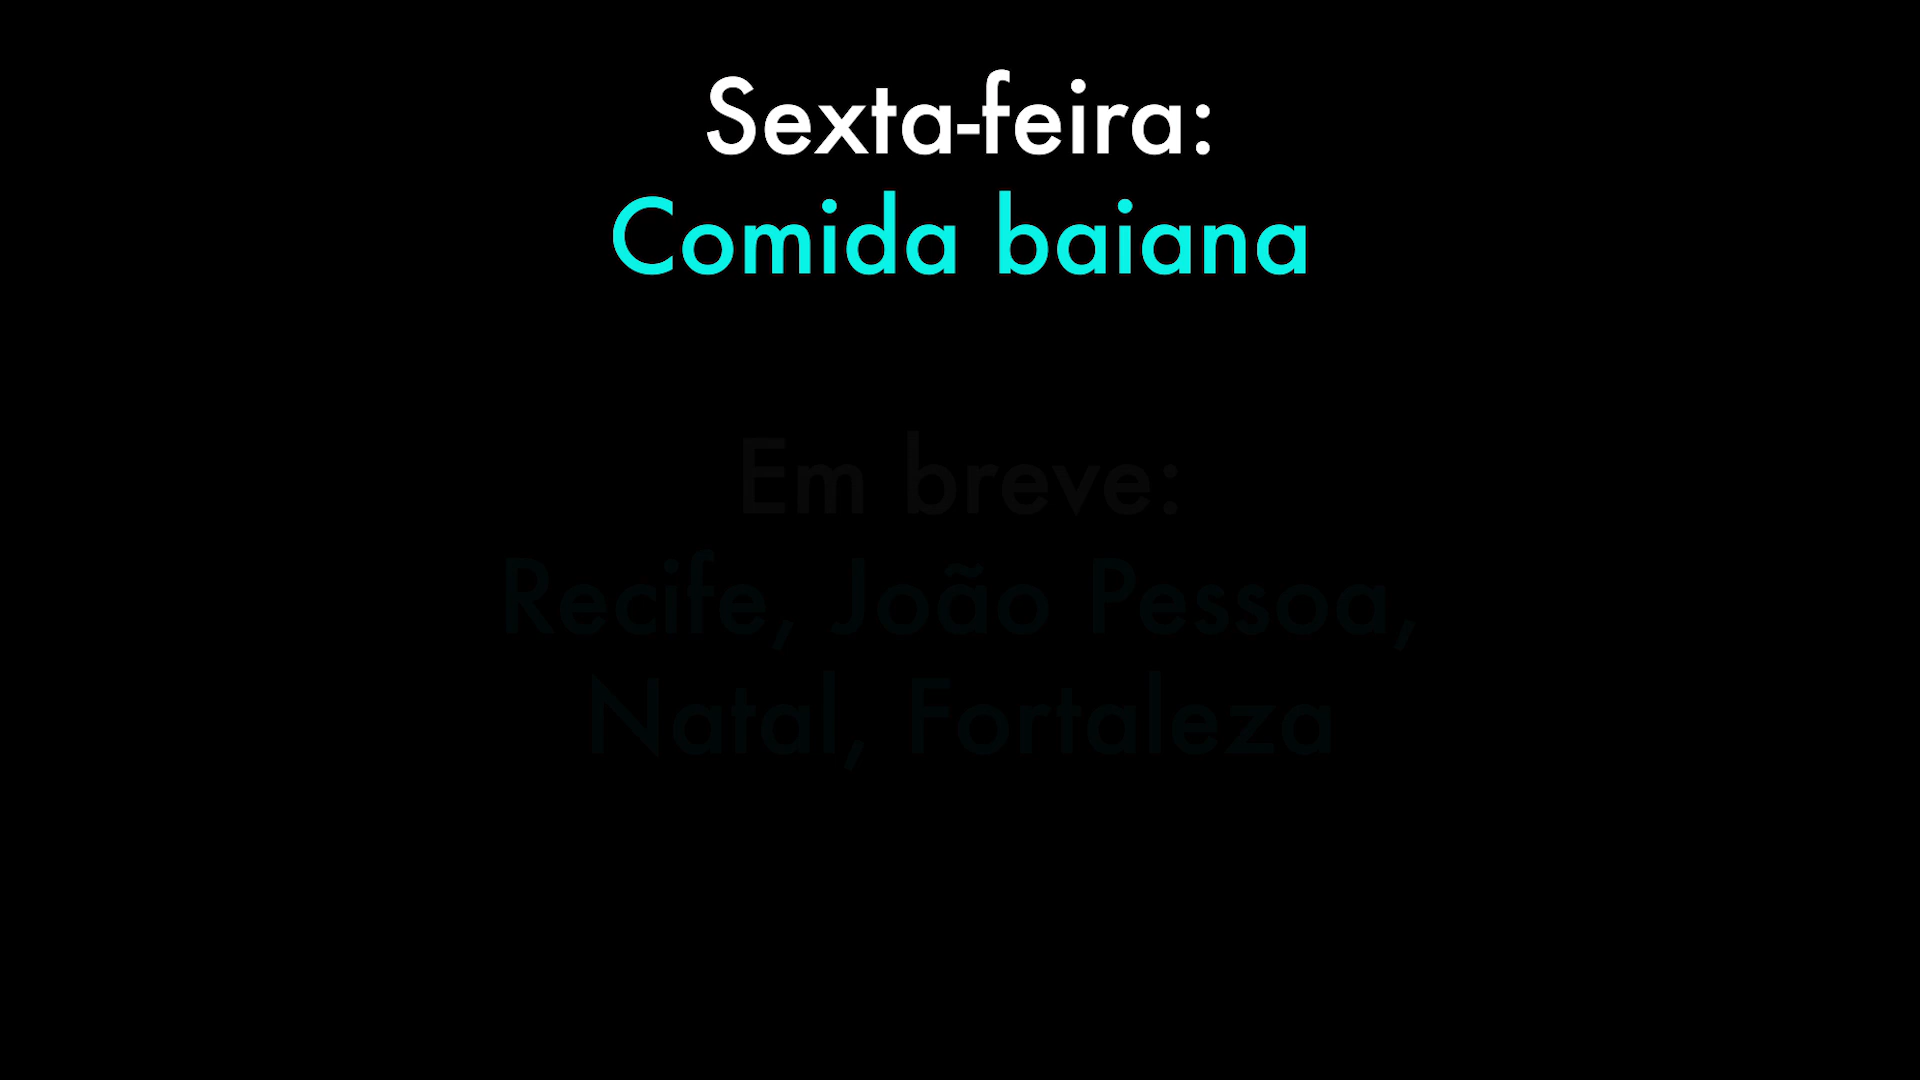 Sexta-feira:
Comida baiana
Em breve:
Recife, João Pessoa,
Natal, Fortaleza